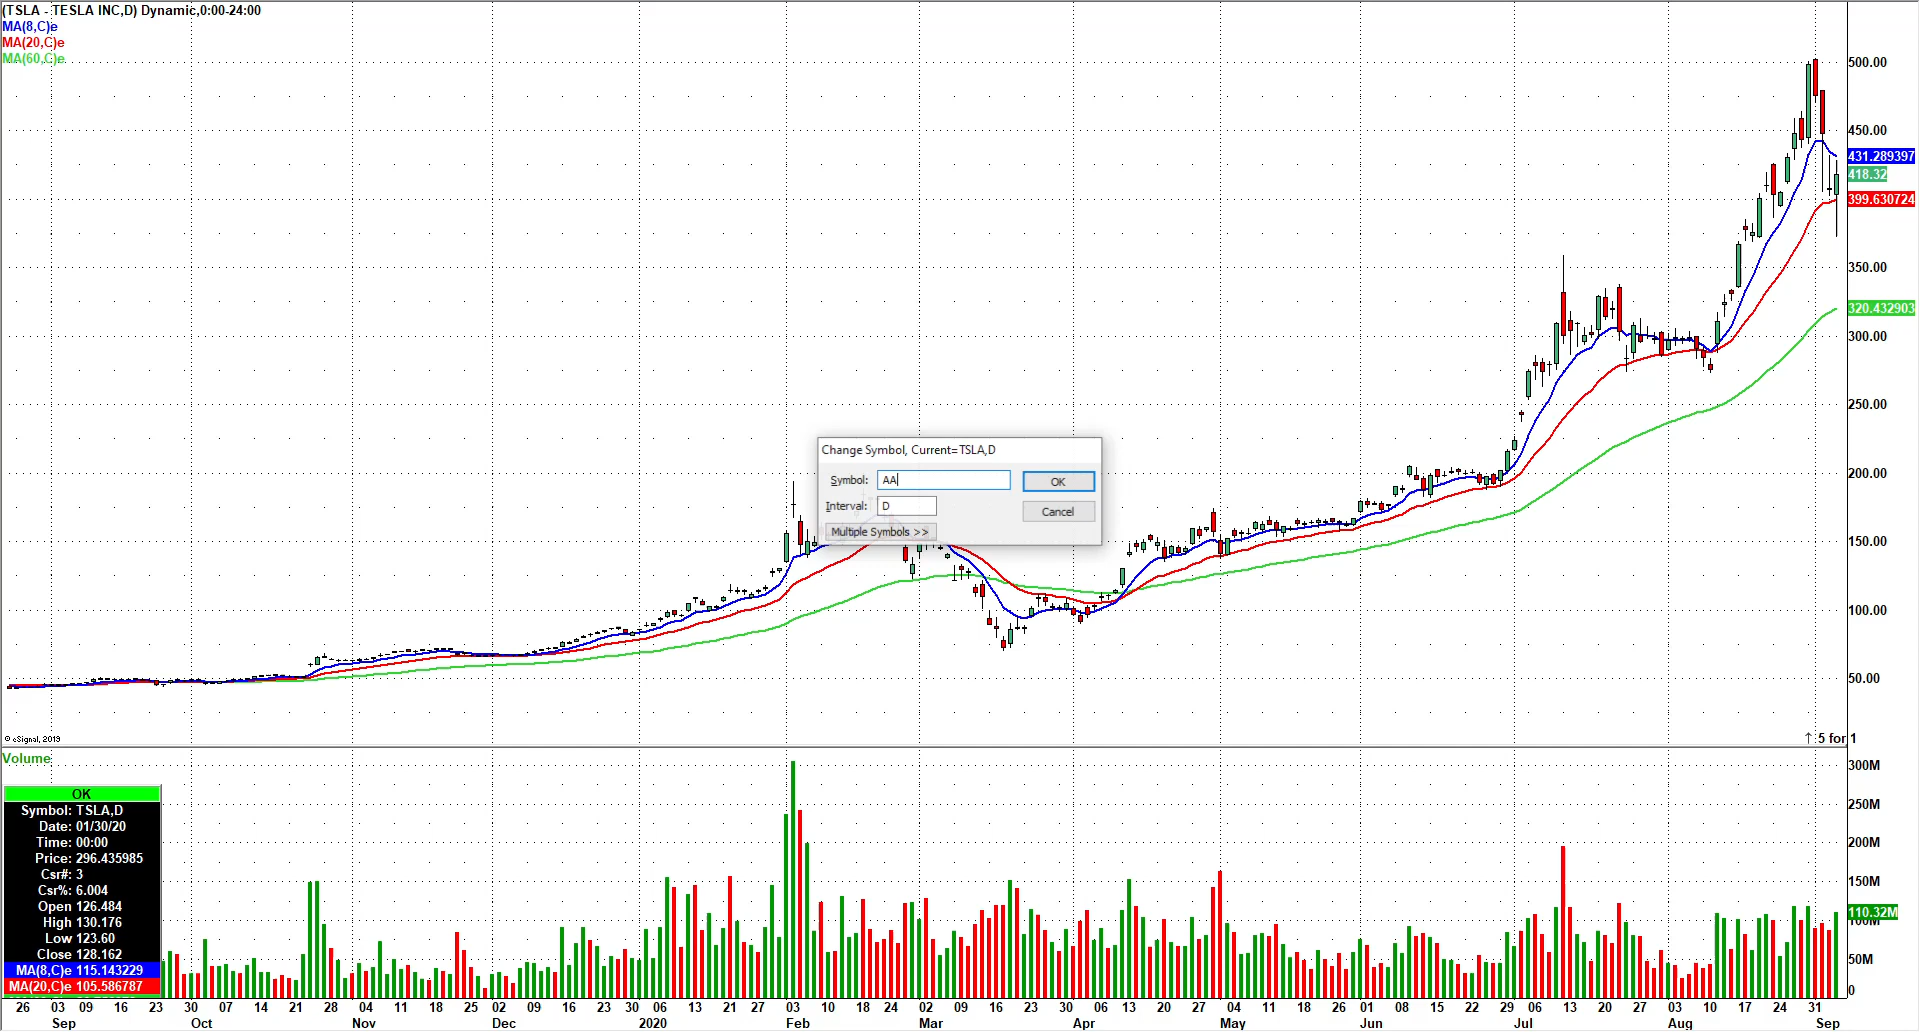 (TSLA - TESLA INC,D) Dynamic,0:00-24:00
MA(8,C)e
MA(20,C)e
MA(60,C)e
500.00
450.00
431.289397
418.32
399.630724
350.00
320.432903
300.00
250.00
200.00
150.00
100.00
50.00
Change Symbol, Current=TSLA,D
Symbol: AA
OK
Interval: D
Cancel
Multiple Symbols >>
© eSignal, 2019
↑ 5 for 1
Volume
300M
250M
200M
150M
110.32M
100M
50M
0
OK
Symbol: TSLA,D
Date: 01/30/20
Time: 00:00
Price: 296.435985
Csr#: 3
Csr%: 6.004
Open 126.484
High 130.176
Low 123.60
Close 128.162
MA(8,C)e 115.143229
MA(20,C)e 105.586787
26 03 09 16 23 30 07 14 21 28 04 11 18 25 02 09 16 23 30 06 13 21 27 03 10 18 24 02 09 16 23 30 06 13 20 27 04 11 18 26 01 08 15 22 29 06 13 20 27 03 10 17 24 31
Sep Oct Nov Dec 2020 Feb Mar Apr May Jun Jul Aug Sep